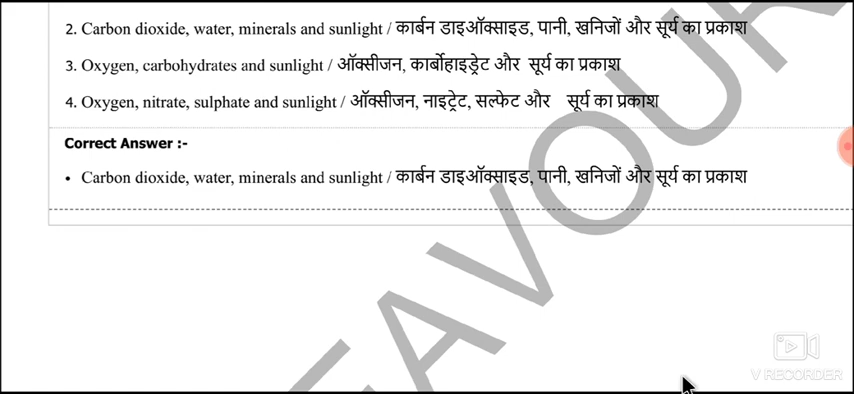 2. Carbon dioxide, water, minerals and sunlight / कार्बन डाइऑक्साइड, पानी, खनिजों और सूर्य का प्रकाश
3. Oxygen, carbohydrates and sunlight / ऑक्सीजन, कार्बोहाइड्रेट और सूर्य का प्रकाश
4. Oxygen, nitrate, sulphate and sunlight / ऑक्सीजन, नाइट्रेट, सल्फेट और सूर्य का प्रकाश
Correct Answer :-
• Carbon dioxide, water, minerals and sunlight / कार्बन डाइऑक्साइड, पानी, खनिजों और सूर्य का प्रकाश
FAVOUR
V RECORDER